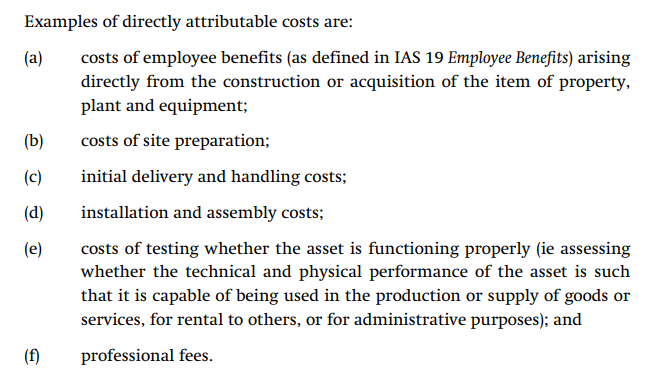 Examples of directly attributable costs are:
(a) costs of employee benefits (as defined in IAS 19 Employee Benefits) arising
directly from the construction or acquisition of the item of property,
plant and equipment;
(b) costs of site preparation;
(c) initial delivery and handling costs;
(d) installation and assembly costs;
(e) costs of testing whether the asset is functioning properly (ie assessing
whether the technical and physical performance of the asset is such
that it is capable of being used in the production or supply of goods or
services, for rental to others, or for administrative purposes); and
(f) professional fees.